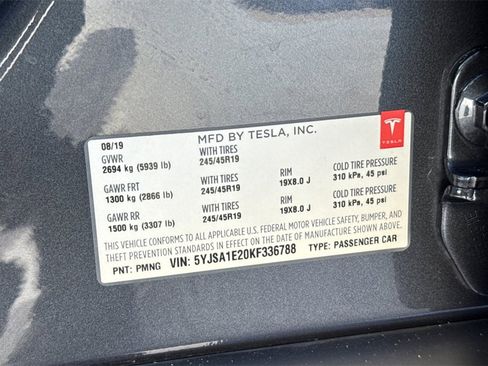 08/19 MFD BY TESLA, INC. TESLA
GVWR WITH TIRES
2694 kg (5939 lb) 245/45R19
GAWR FRT WITH TIRES RIM COLD TIRE PRESSURE
1300 kg (2866 lb) 245/45R19 19X8.0 J 310 kPa, 45 psi
GAWR RR WITH TIRES RIM COLD TIRE PRESSURE
1500 kg (3307 lb) 245/45R19 19X8.0 J 310 kPa, 45 psi
THIS VEHICLE CONFORMS TO ALL APPLICABLE U.S. FEDERAL MOTOR VEHICLE SAFETY, BUMPER, AND
THEFT PREVENTION STANDARDS IN EFFECT ON THE DATE OF MANUFACTURE SHOWN ABOVE.
PNT: PMNG VIN: 5YJSA1E20KF336788 TYPE: PASSENGER CAR